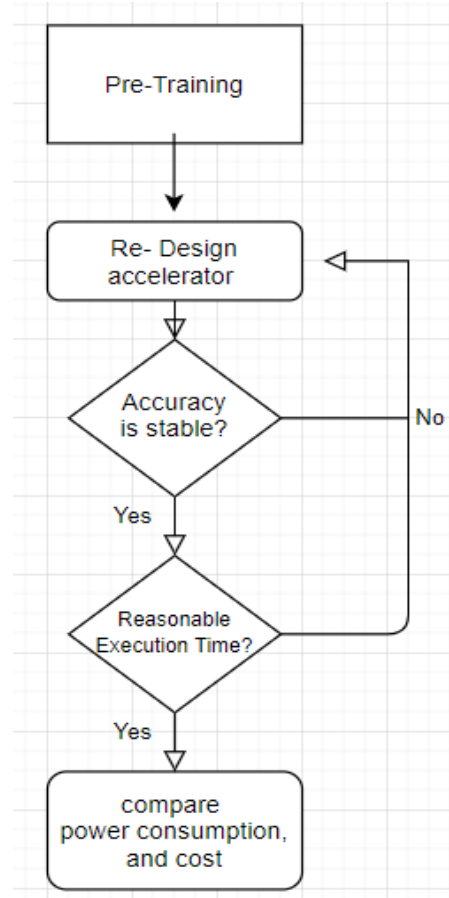 Pre-Training
Re- Design
accelerator
Accuracy
is stable?
No
Yes
Reasonable
Execution Time?
Yes
compare
power consumption,
and cost